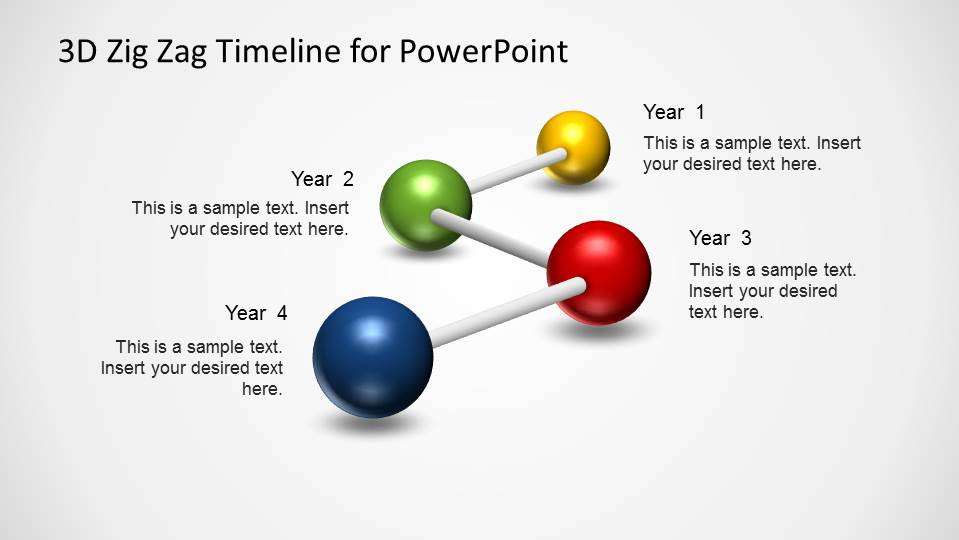 3D Zig Zag Timeline for PowerPoint
Year 1
This is a sample text. Insert
your desired text here.
Year 2
This is a sample text. Insert
your desired text here.
Year 3
This is a sample text.
Insert your desired
text here.
Year 4
This is a sample text.
Insert your desired text
here.